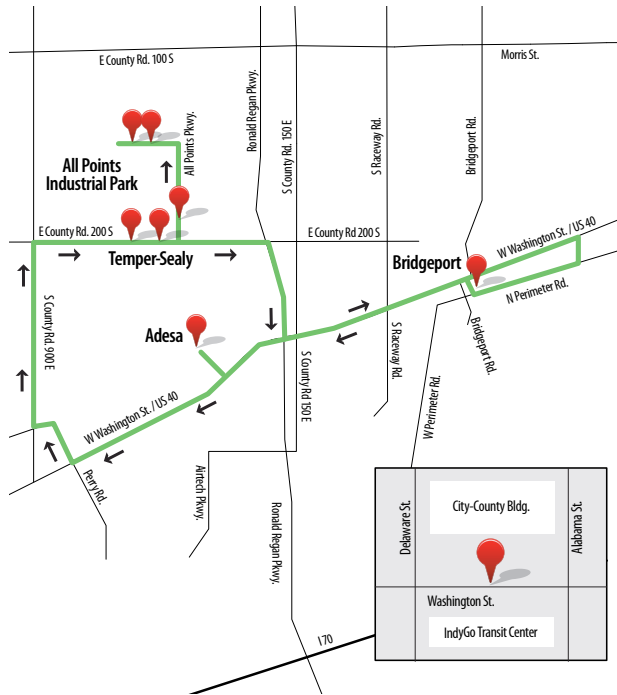 Morris St.
E County Rd. 100 S
Ronald Regan Pkwy.
S County Rd. 150 E
S Raceway Rd.
Bridgeport Rd.
All Points Pkwy.
All Points
Industrial Park
E County Rd. 200 S
E County Rd 200 S
W Washington St. / US 40
Temper-Sealy
Bridgeport
N Perimeter Rd.
S County Rd. 900 E
Adesa
S County Rd 150 E
S Raceway Rd.
Bridgeport Rd.
W Perimeter Rd.
W Washington St. / US 40
Perry Rd.
Airtech Pkwy.
Ronald Regan Pkwy.
I 70
Delaware St.
City-County Bldg.
Alabama St.
Washington St.
IndyGo Transit Center